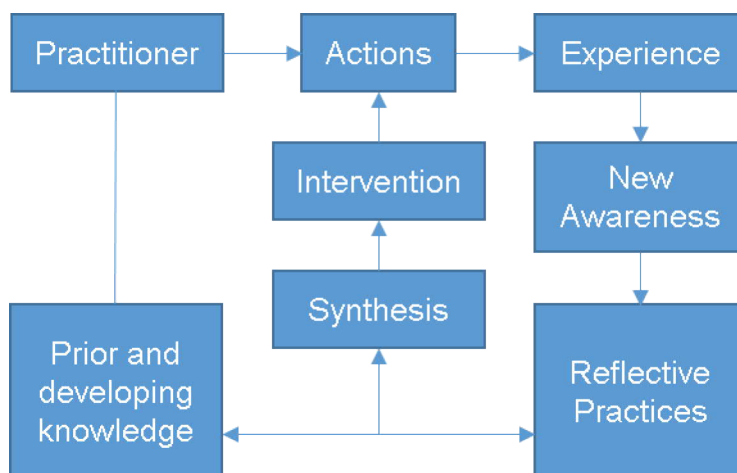 Practitioner
Actions
Experience
Intervention
New
Awareness
Synthesis
Prior and
developing
knowledge
Reflective
Practices